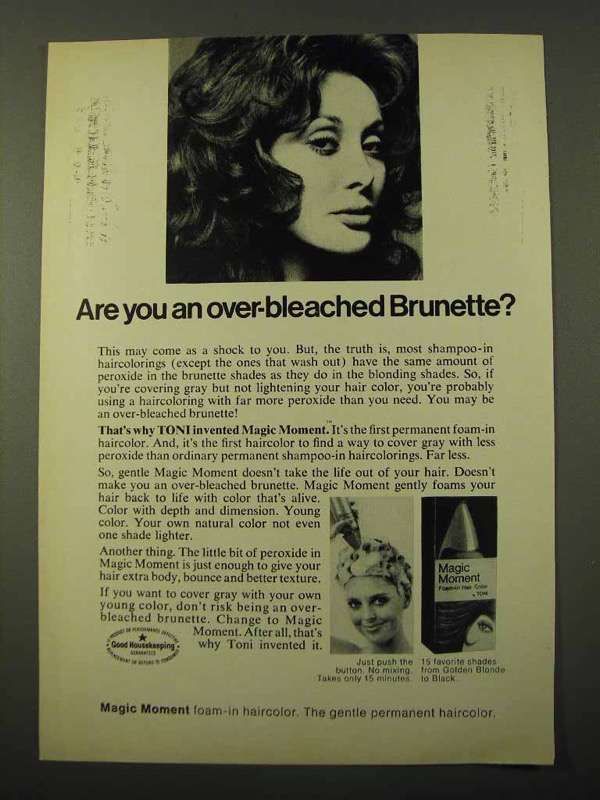 Are you an over-bleached Brunette?
This may come as a shock to you. But, the truth is, most shampoo-in
haircolorings (except the ones that wash out) have the same amount of
peroxide in the brunette shades as they do in the blonding shades. So, if
you're covering gray but not lightening your hair color, you're probably
using a haircoloring with far more peroxide than you need. You may
be an over-bleached brunette!
That's why TONI invented Magic Moment.™ It's the first permanent foam-in
haircolor. And, it's the first haircolor to find a way to cover gray with less
peroxide than ordinary permanent shampoo-in haircolorings. Far less.
So, gentle Magic Moment doesn't take the life out of your hair. Doesn't
make you an over-bleached brunette. Magic Moment gently foams your
hair back to life with color that's alive.
Color with depth and dimension. Young
color. Your own natural color not even
one shade lighter.
Another thing. The little bit of peroxide in
Magic Moment is just enough to give your
hair extra body, bounce and better texture.
If you want to cover gray with your own
young color, don't risk being an over-
bleached brunette. Change to Magic
Moment. After all, that's
why Toni invented it.
Good Housekeeping
GUARANTEES
Magic
Moment
Foam-in Hair Color
TONI
Just push the
button. No mixing.
Takes only 15 minutes.
15 favorite shades
from Golden Blonde
to Black.
Magic Moment foam-in haircolor. The gentle permanent haircolor.